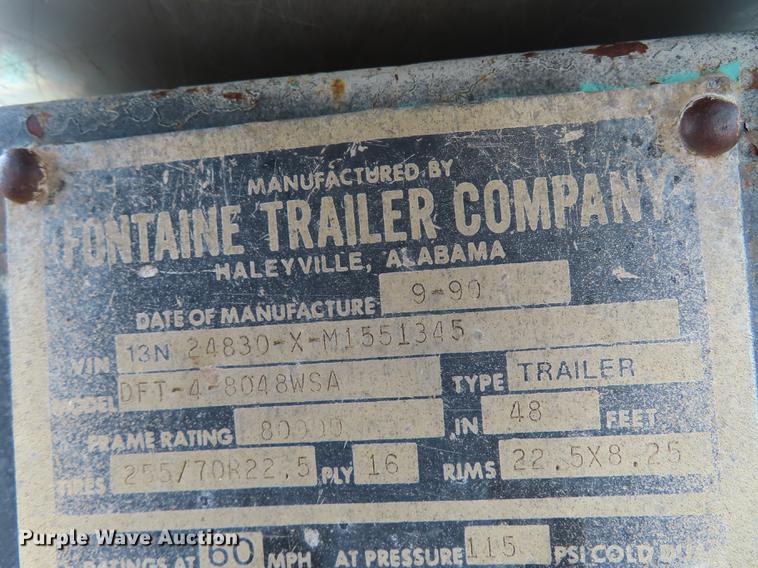 MANUFACTURED BY
FONTAINE TRAILER COMPANY
HALEYVILLE, ALABAMA
DATE OF MANUFACTURE 9-90
VIN 13N 24830-X-M1551345
MODEL DFT-4-8048WSA TYPE TRAILER
FRAME RATING 80000 IN 48 FEET
TIRES 255/70R22.5 PLY 16 RIMS 22.5X8.25
RATINGS AT 60 MPH AT PRESSURE 115 PSI COLD
Purple Wave Auction